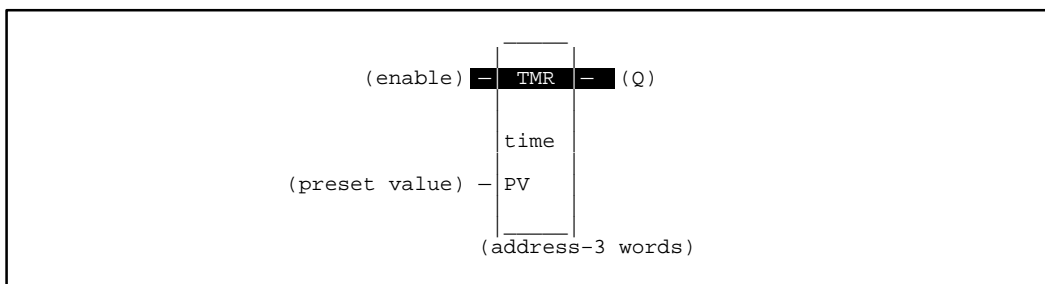 (enable) – TMR – (Q)
time
(preset value) – PV
(address–3 words)